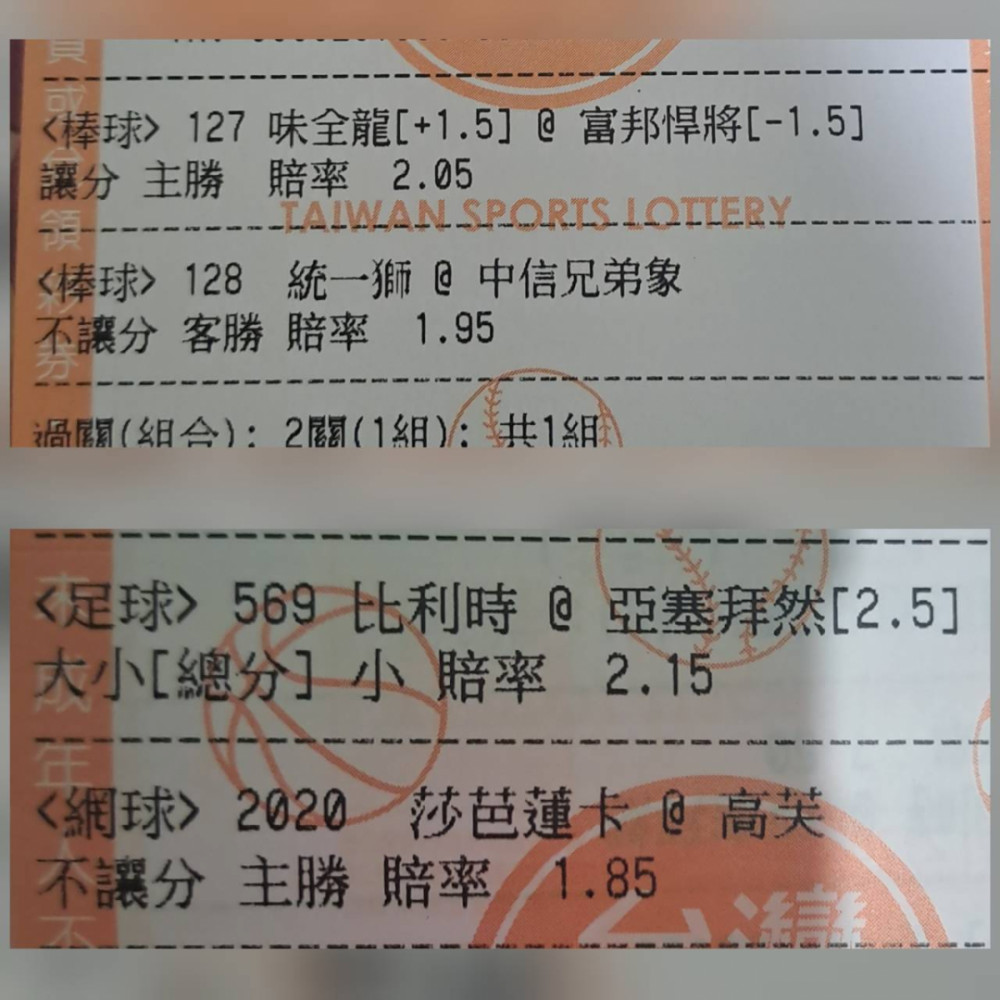 <棒球> 127 味全龍[+1.5] @ 富邦悍將[-1.5]
讓分 主勝 賠率 2.05
TAIWAN SPORTS LOTTERY
<棒球> 128 統一獅 @ 中信兄弟象
不讓分 客勝 賠率 1.95
過關(組合): 2關(1組): 共1組
<足球> 569 比利時 @ 亞塞拜然[2.5]
大小[總分] 小 賠率 2.15
<網球> 2020 莎芭蓮卡 @ 高芙
不讓分 主勝 賠率 1.85
台灣